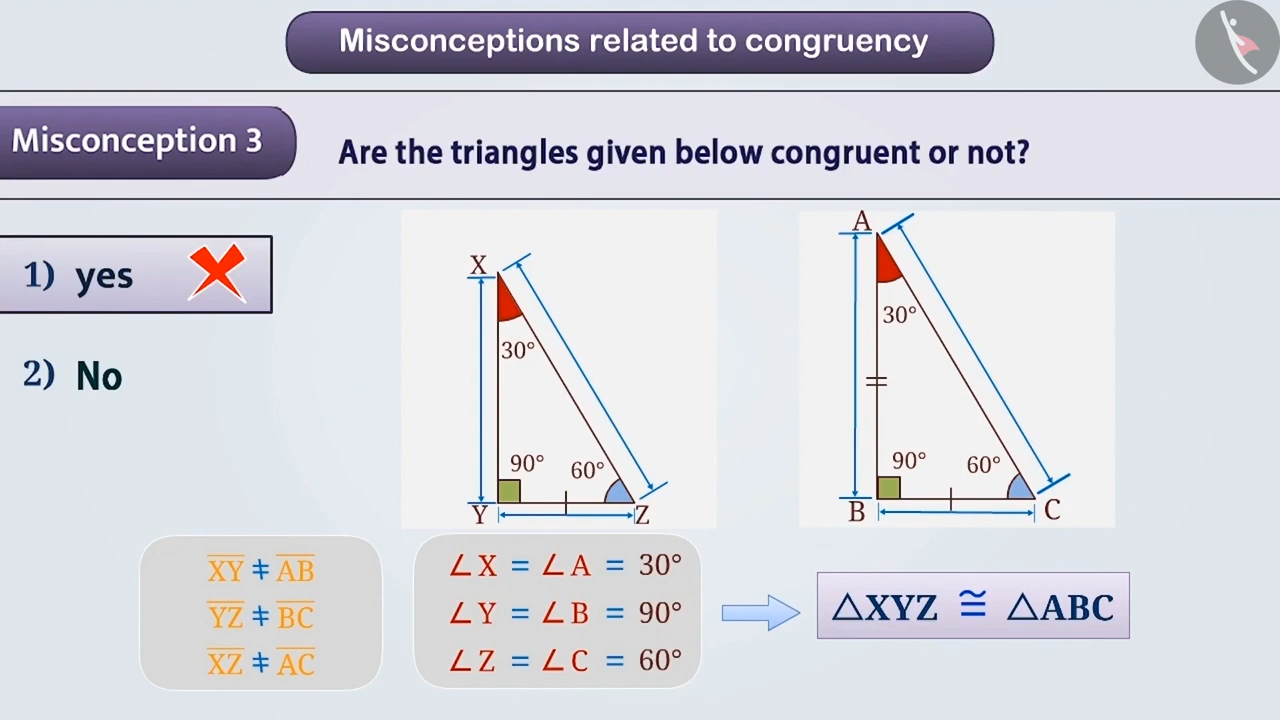 Misconceptions related to congruency
Misconception 3
Are the triangles given below congruent or not?
1) yes
2) No
X
30°
90°
60°
Y
Z
A
30°
90°
60°
B
C
XY ≠ AB
YZ ≠ BC
XZ ≠ AC
∠X = ∠A = 30°
∠Y = ∠B = 90°
∠Z = ∠C = 60°
△XYZ ≅ △ABC